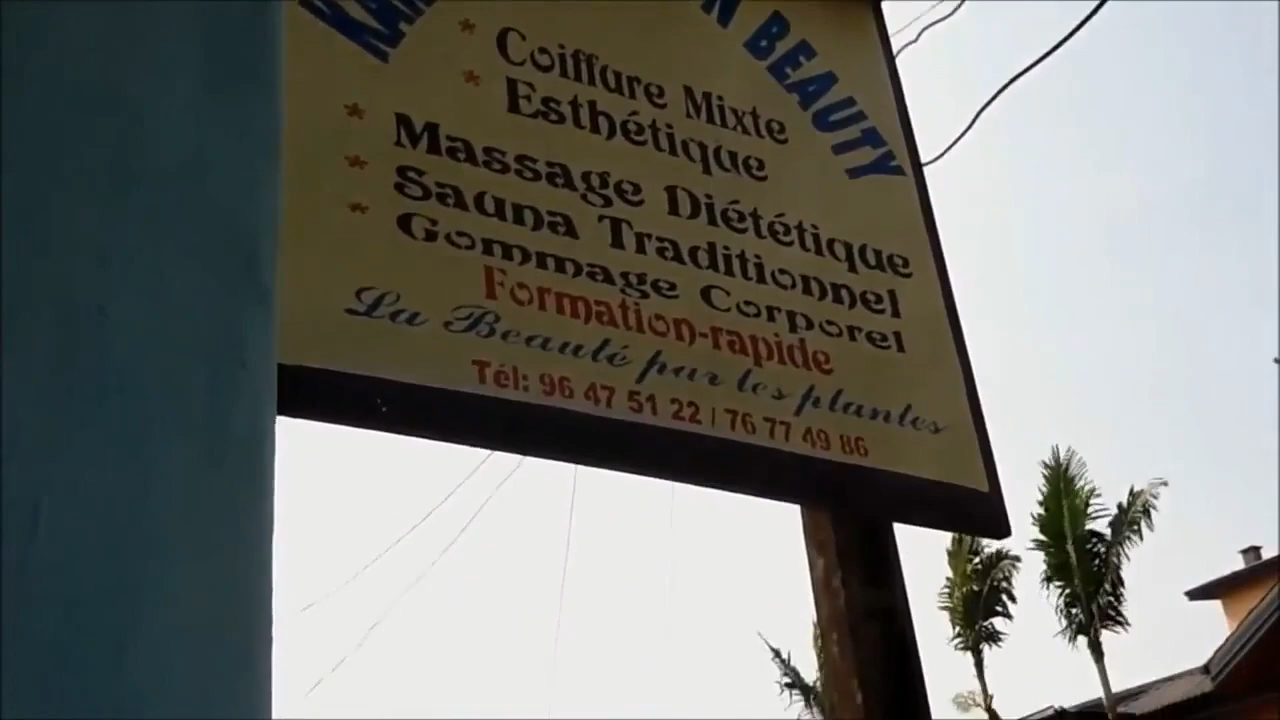 BEAUTY
* Coiffure Mixte
* Esthétique
* Massage Diététique
* Sauna Traditionnel
* Gommage Corporel
Formation-rapide
La Beauté par les plantes
Tél: 96 47 51 22 / 76 77 49 86